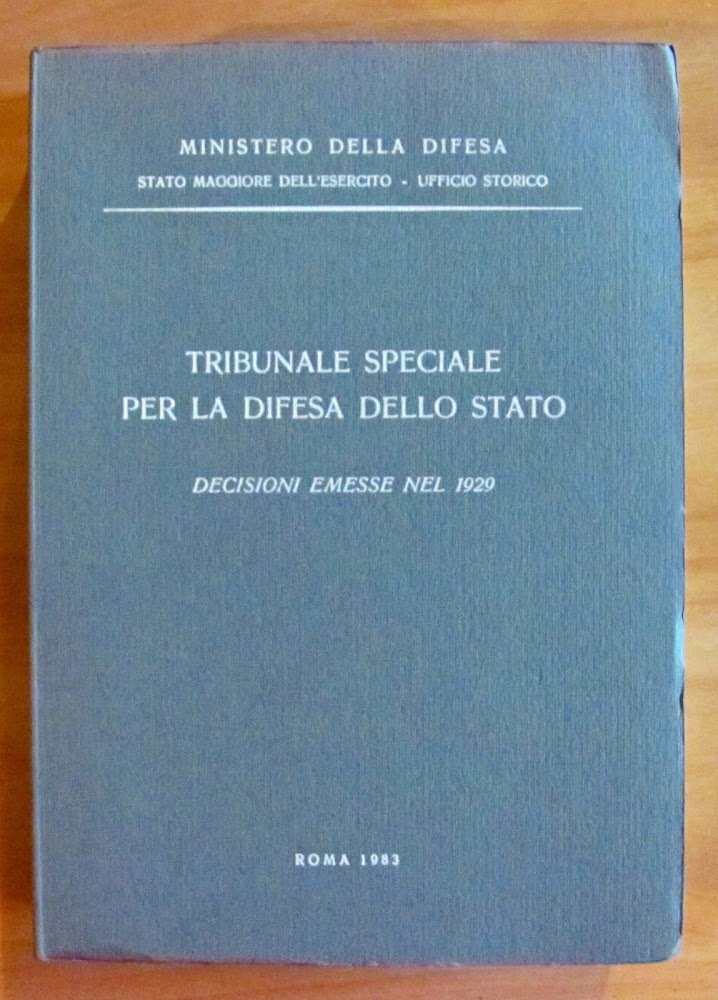 MINISTERO DELLA DIFESA
STATO MAGGIORE DELL'ESERCITO - UFFICIO STORICO
TRIBUNALE SPECIALE
PER LA DIFESA DELLO STATO
DECISIONI EMESSE NEL 1929
ROMA 1983